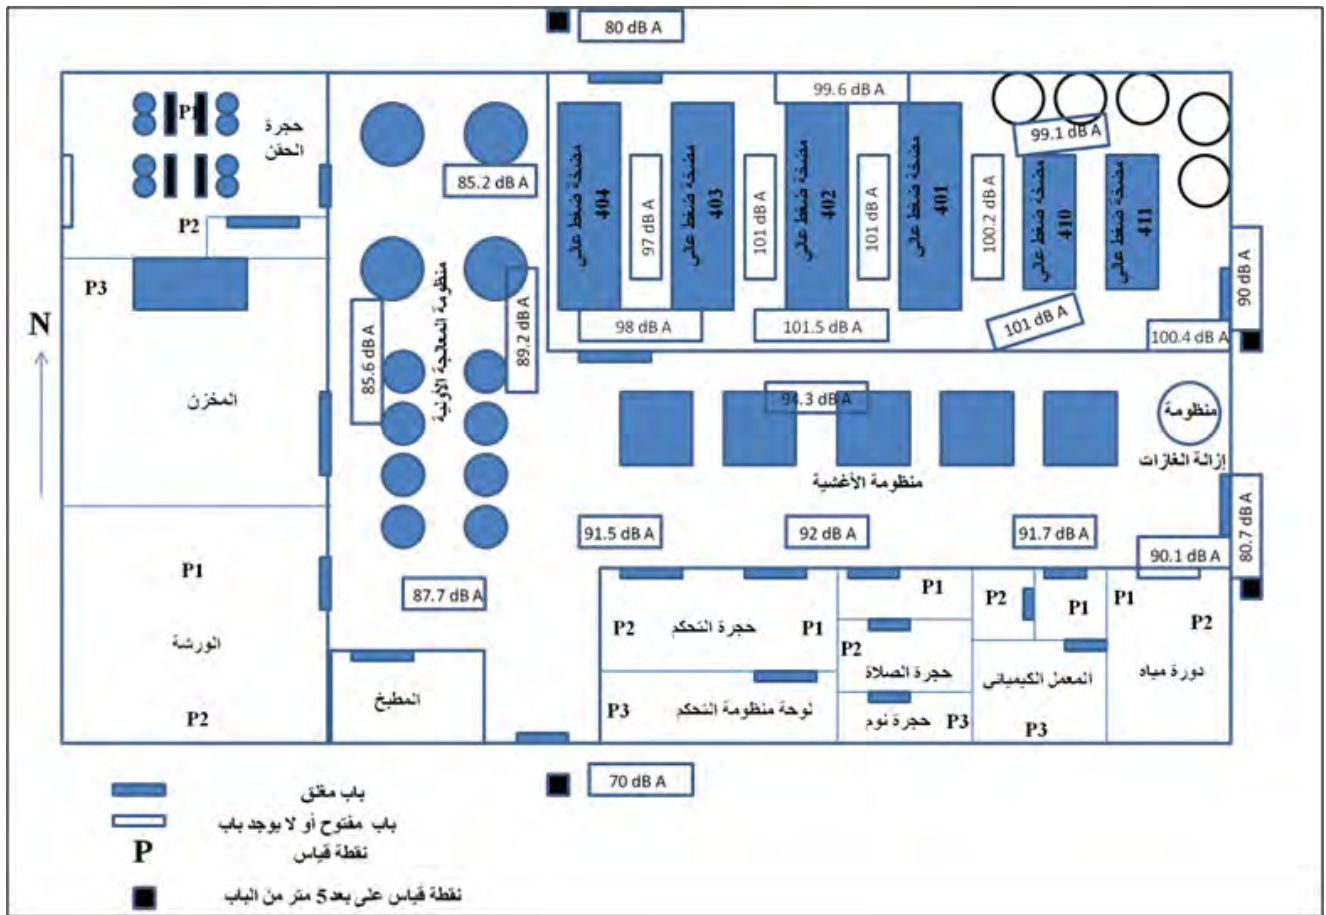 80 dB A
99.6 dB A
P1
حجرة
الحقن
99.1 dB A
85.2 dB A
مضخة ضغط عالي
404
97 dB A
مضخة ضغط عالي
403
101 dB A
مضخة ضغط عالي
402
101 dB A
مضخة ضغط عالي
401
100.2 dB A
مضخة ضغط عالي
410
مضخة ضغط عالي
411
P2
90 dB A
P3
منظومة المعالجة الأولية
N
85.6 dB A
89.2 dB A
98 dB A
101.5 dB A
101 dB A
100.4 dB A
المخزن
94.3 dB A
منظومة
إزالة الغازات
منظومة الأغشية
91.5 dB A
92 dB A
91.7 dB A
90.1 dB A
80.7 dB A
P1
87.7 dB A
P1
P2
P1
P1
P2
حجرة التحكم
P1
P2
الورشة
P2
حجرة الصلاة
المعمل الكيميائي
دورة مياه
المطبخ
P3
لوحة منظومة التحكم
حجرة نوم
P3
P3
P2
70 dB A
باب مغلق
باب مفتوح أو لا يوجد باب
P
نقطة قياس
نقطة قياس على بعد 5 متر من الباب